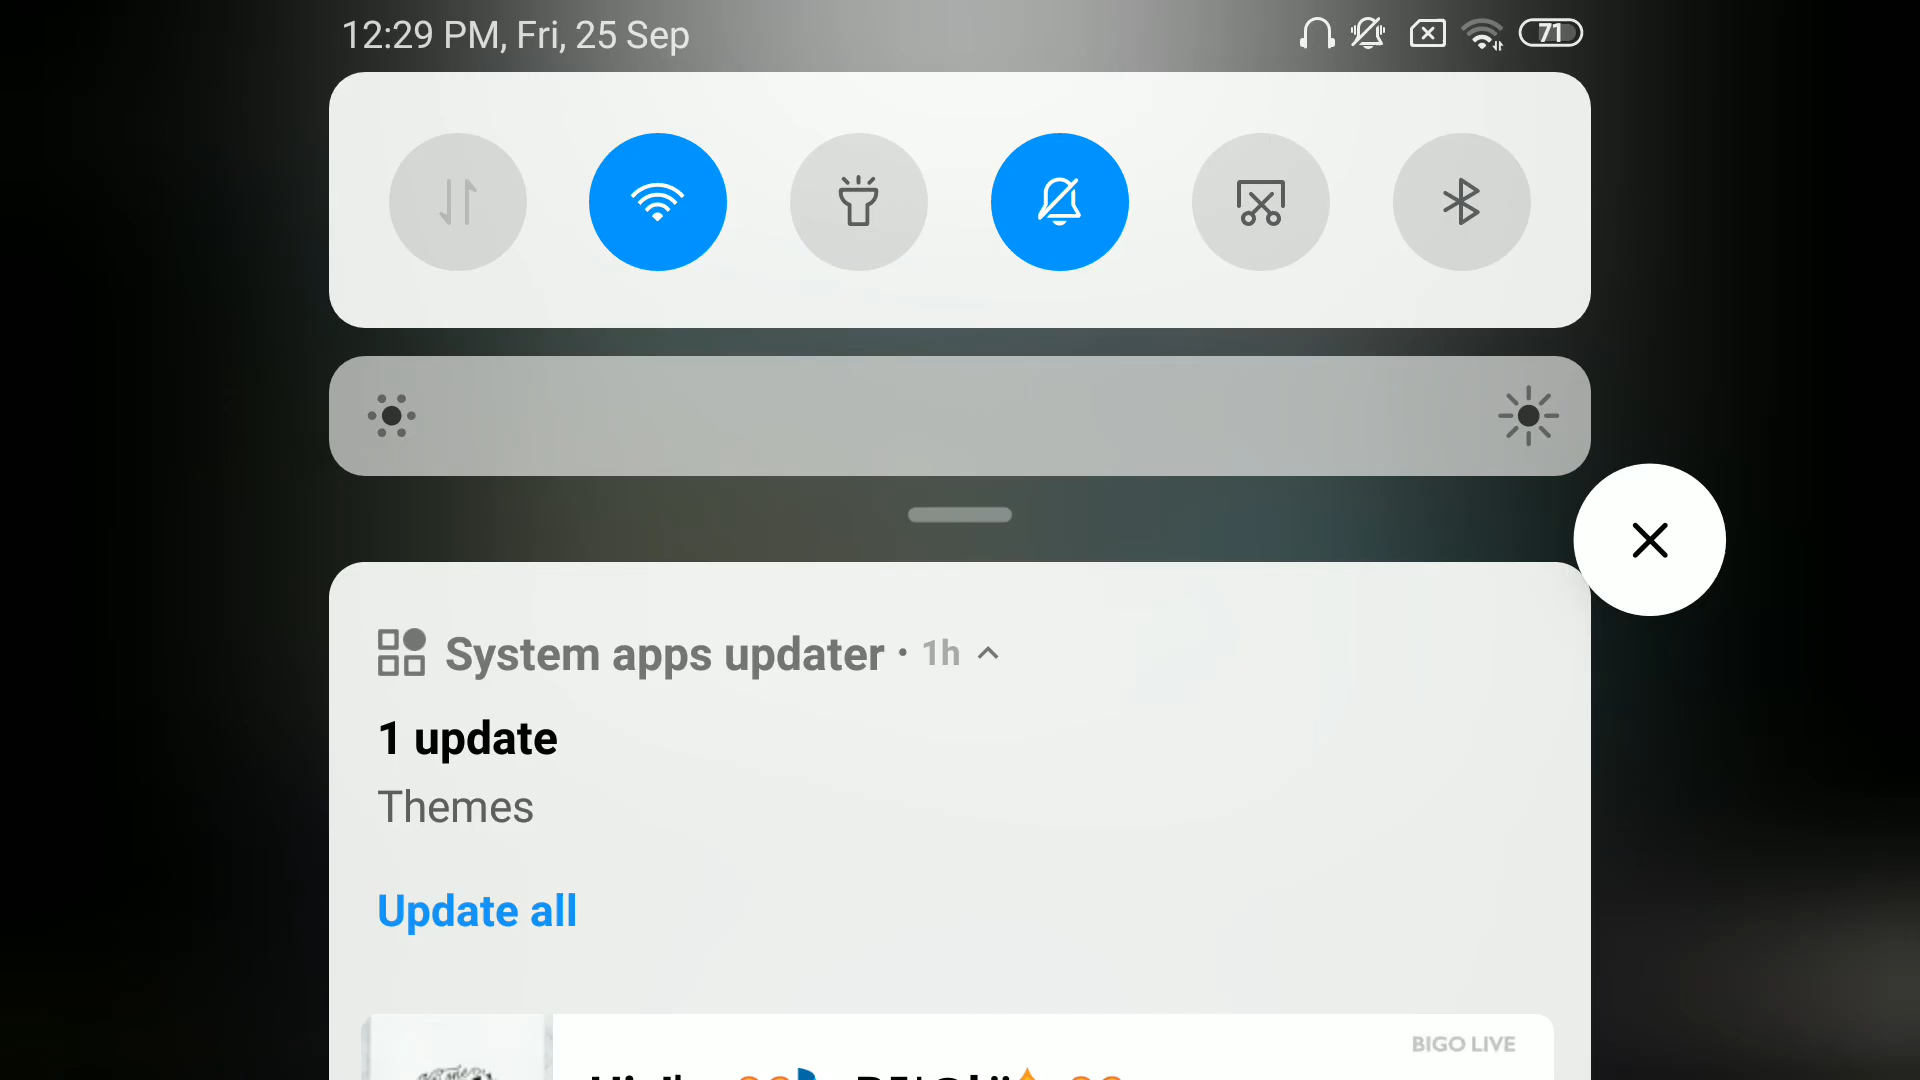 12:29 PM, Fri, 25 Sep
71
System apps updater • 1h
1 update
Themes
Update all
BIGO LIVE